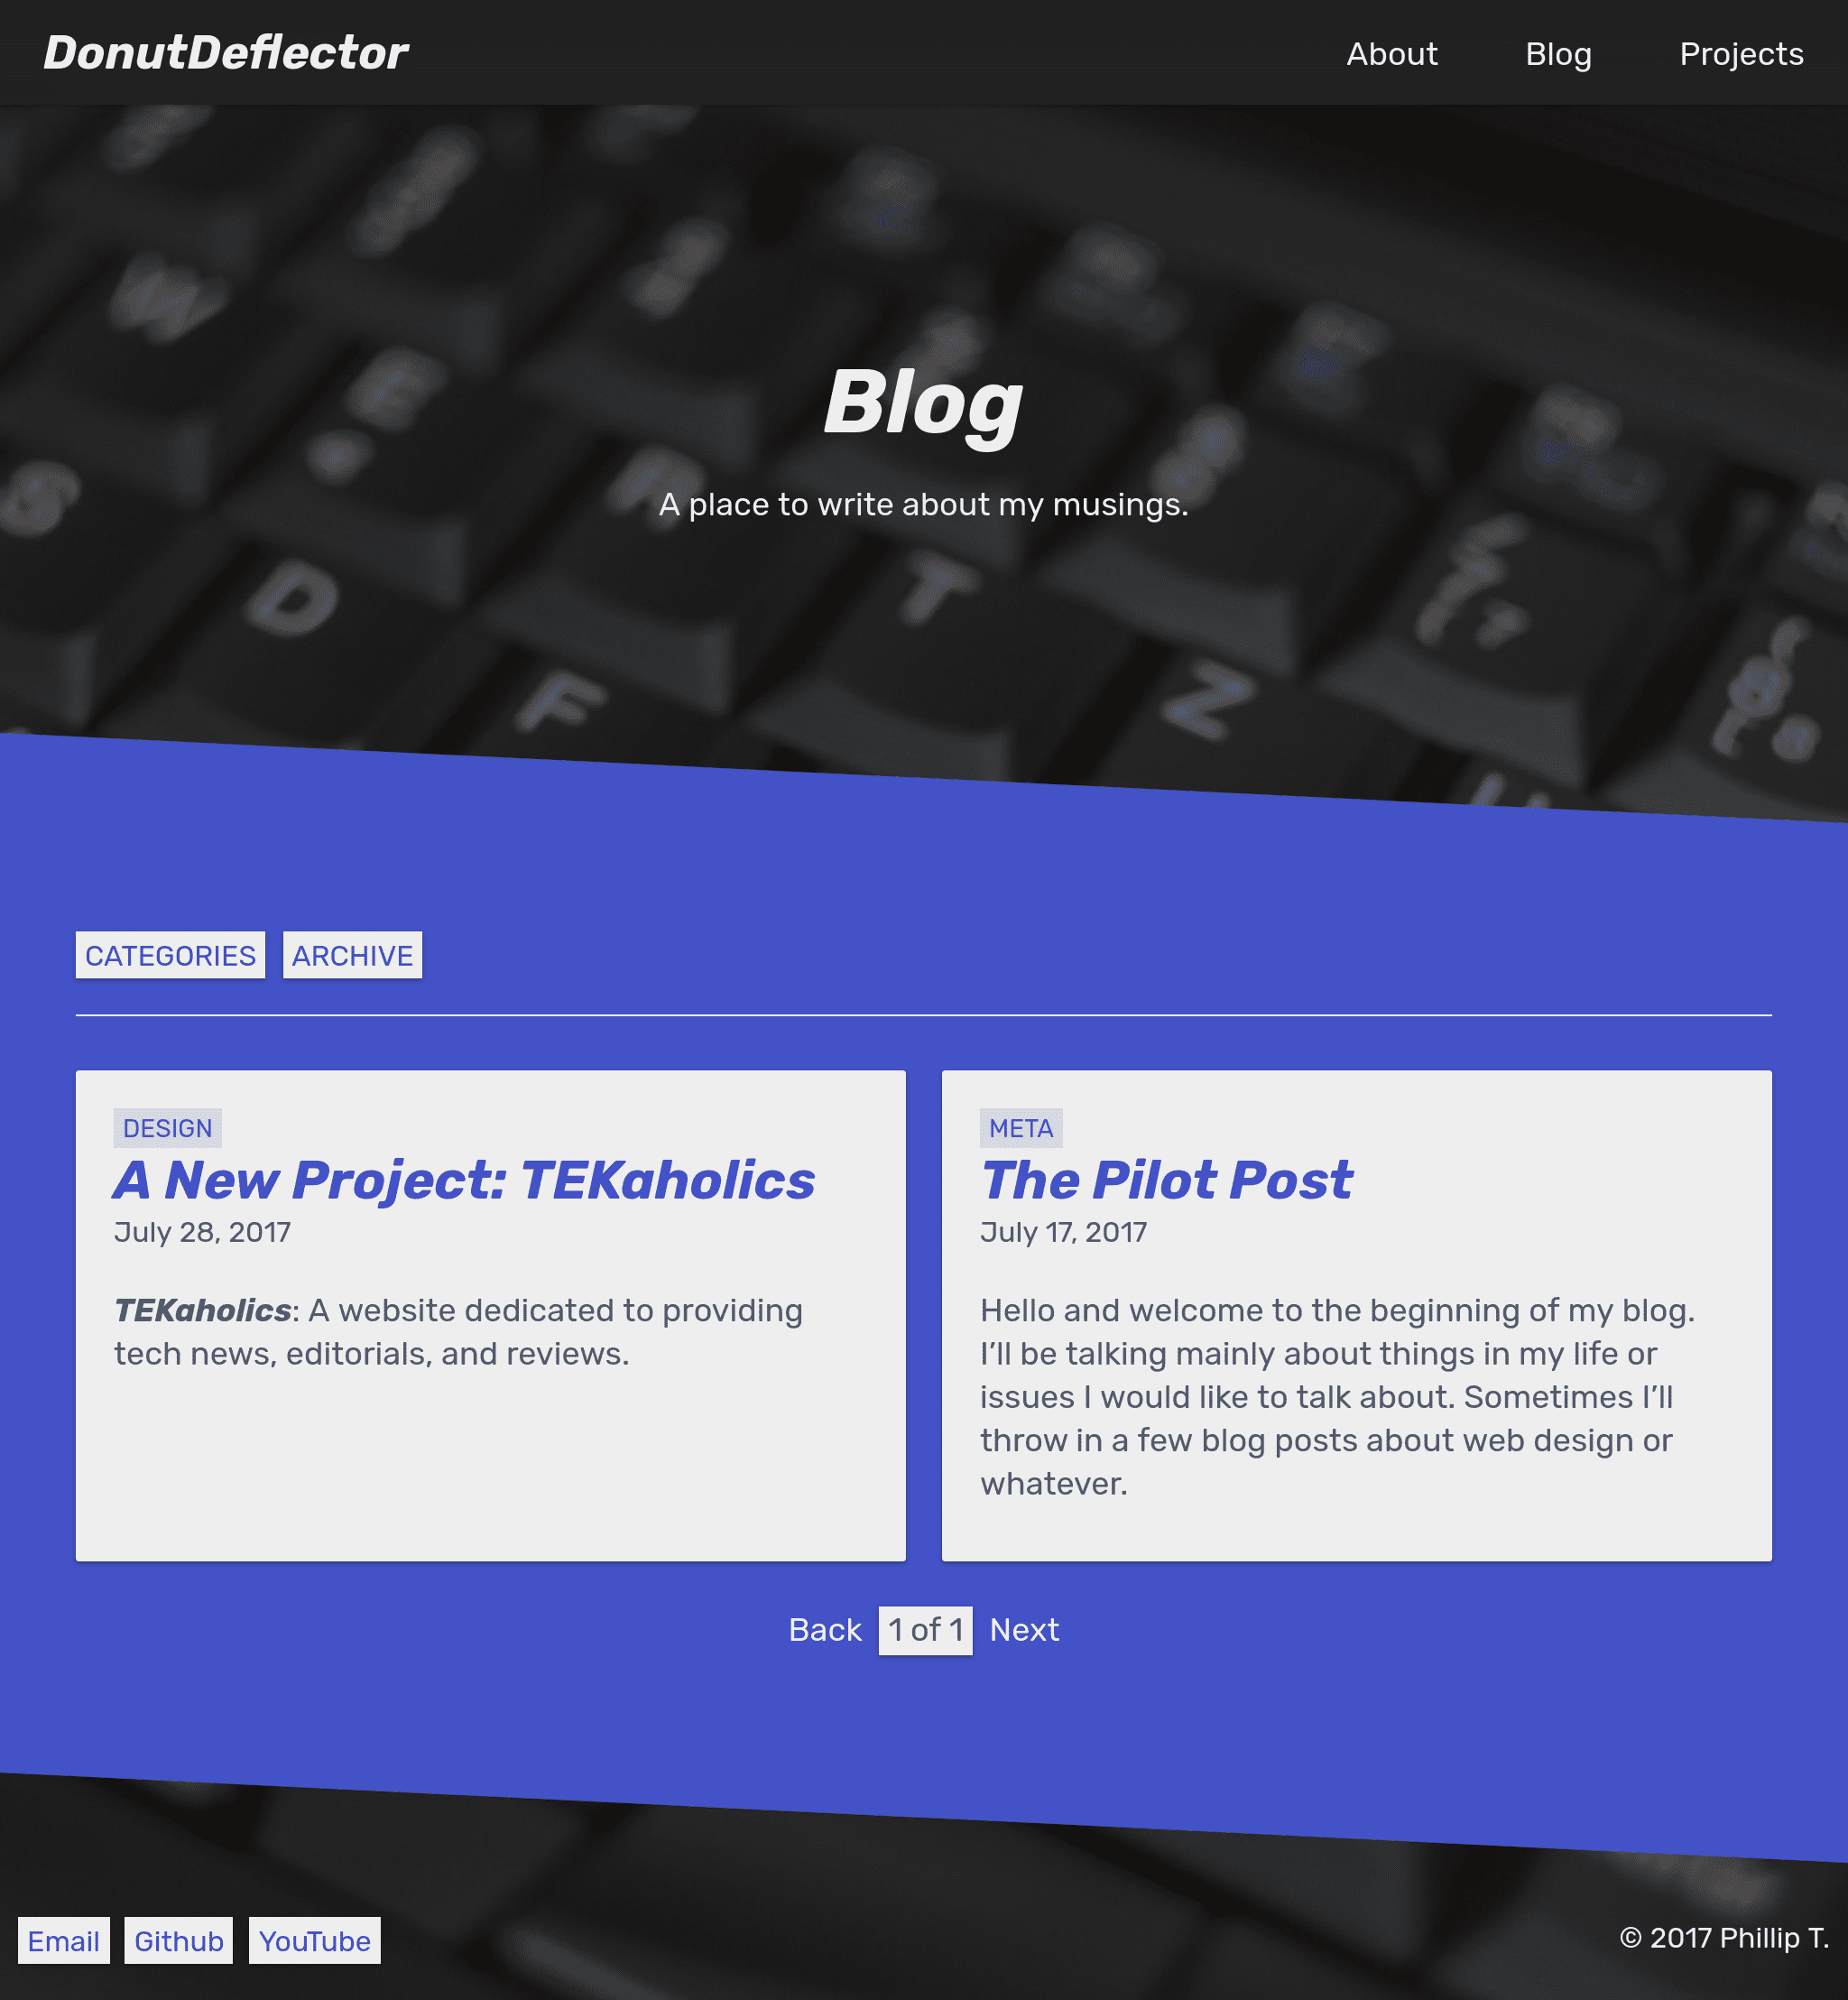 DonutDeflector
About Blog Projects
Blog
A place to write about my musings.
W
E
S
D
T
F
Z
CATEGORIES ARCHIVE
DESIGN
A New Project: TEKaholics
July 28, 2017
TEKaholics: A website dedicated to providing
tech news, editorials, and reviews.
META
The Pilot Post
July 17, 2017
Hello and welcome to the beginning of my blog.
I’ll be talking mainly about things in my life or
issues I would like to talk about. Sometimes I’ll
throw in a few blog posts about web design or
whatever.
Back 1 of 1 Next
Email Github YouTube
© 2017 Phillip T.